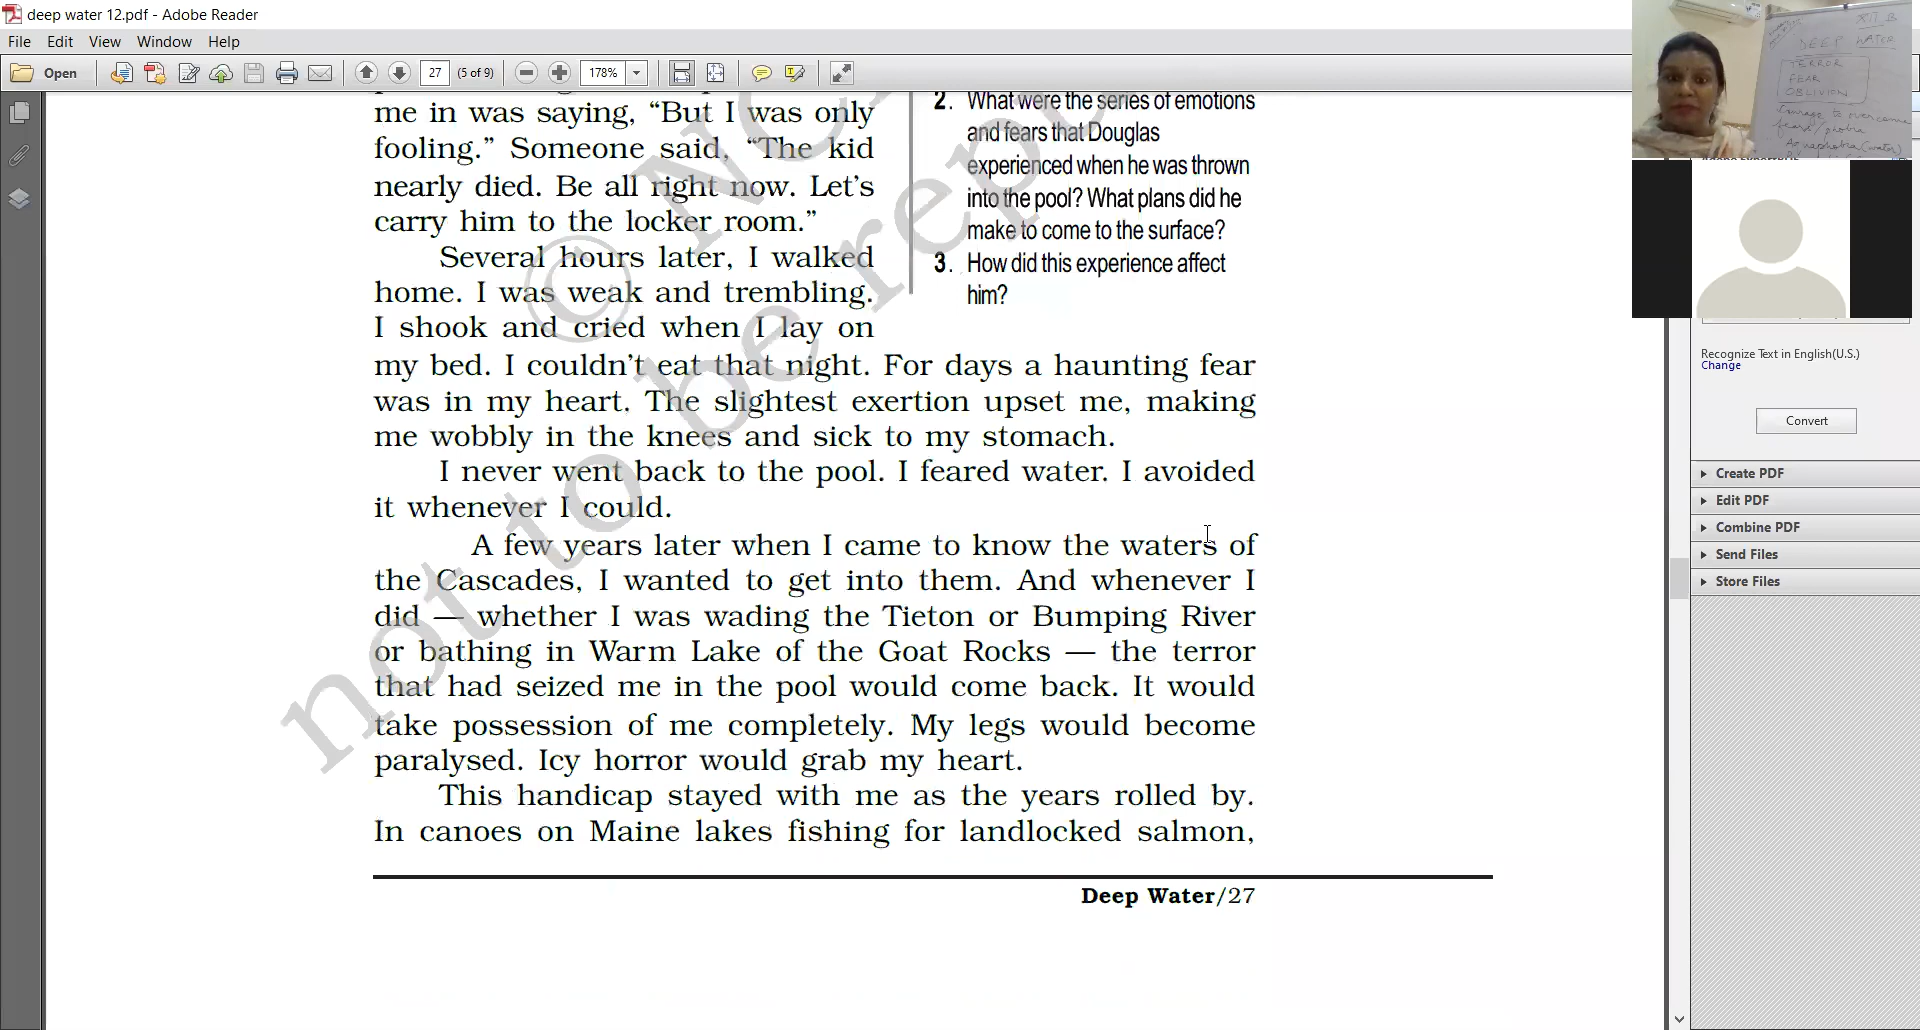 deep water 12.pdf - Adobe Reader
File Edit View Window Help
Open 27 (5 of 9) 178%
me in was saying, “But I was only
fooling.” Someone said, “The kid
nearly died. Be all right now. Let’s
carry him to the locker room.”
Several hours later, I walked
home. I was weak and trembling.
I shook and cried when I lay on
my bed. I couldn’t eat that night. For days a haunting fear
was in my heart. The slightest exertion upset me, making
me wobbly in the knees and sick to my stomach.
I never went back to the pool. I feared water. I avoided
it whenever I could.
A few years later when I came to know the waters of
the Cascades, I wanted to get into them. And whenever I
did — whether I was wading the Tieton or Bumping River
or bathing in Warm Lake of the Goat Rocks — the terror
that had seized me in the pool would come back. It would
take possession of me completely. My legs would become
paralysed. Icy horror would grab my heart.
This handicap stayed with me as the years rolled by.
In canoes on Maine lakes fishing for landlocked salmon,
2. What were the series of emotions
and fears that Douglas
experienced when he was thrown
into the pool? What plans did he
make to come to the surface?
3. How did this experience affect
him?
Deep Water/27
not to be rep
©
XII B
DEEP WATER
TERROR
FEAR
OBLIVION
Courage to overcome
fears/phobia
Aquaphobia (water)
Recognize Text in English(U.S.)
Change
Convert
Create PDF
Edit PDF
Combine PDF
Send Files
Store Files